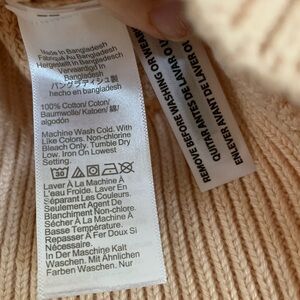 Made in Bangladesh
Fabriqué Au Bangladesh
Hergestellt in Bangladesch
Vervaardigd in
Bangladesh
バングラディシュ製
hecho en bangladesh
100% Cotton/ Coton/
Baumwolle/ Katoen/ 綿/
algodón
Machine Wash Cold. With
Like Colors. Non-chlorine
Bleach Only. Tumble Dry
Low. Iron On Lowest
Setting.
Laver À La Machine À
L'eau Froide. Laver En
Séparant Les Couleurs.
Seulement Agent De
Blanchiment Non-chlore.
Sécher À La Machine À
Basse Température.
Repasser À Fer Doux Si
Nécessaire.
In Der Maschine Kalt
Waschen. Mit Ähnlichen
Farben Waschen. Nur
REMOVE BEFORE WASHING OR WEAR
QUITAR ANTES DE LAVAR O U
ENLEVER AVANT DE LAVER O